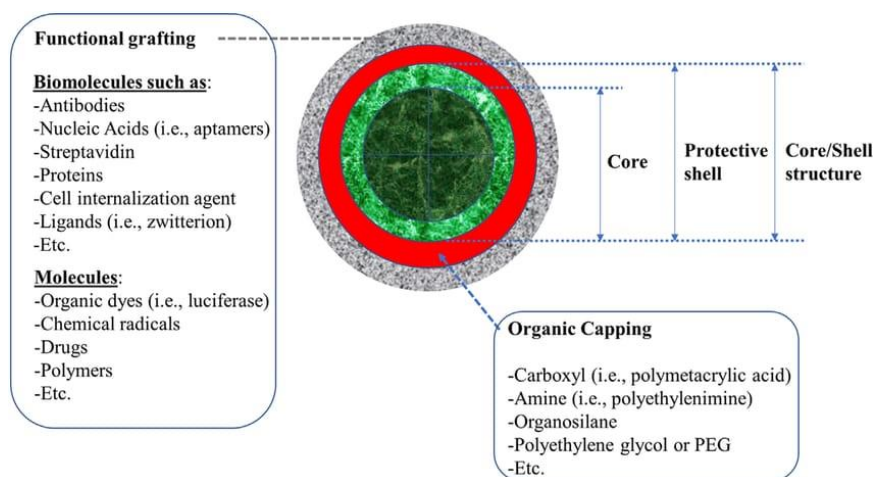 Functional grafting
Biomolecules such as:
-Antibodies
-Nucleic Acids (i.e., aptamers)
-Streptavidin
-Proteins
-Cell internalization agent
-Ligands (i.e., zwitterion)
-Etc.
Molecules:
-Organic dyes (i.e., luciferase)
-Chemical radicals
-Drugs
-Polymers
-Etc.
Core
Protective
shell
Core/Shell
structure
Organic Capping
-Carboxyl (i.e., polymetacrylic acid)
-Amine (i.e., polyethylenimine)
-Organosilane
-Polyethylene glycol or PEG
-Etc.